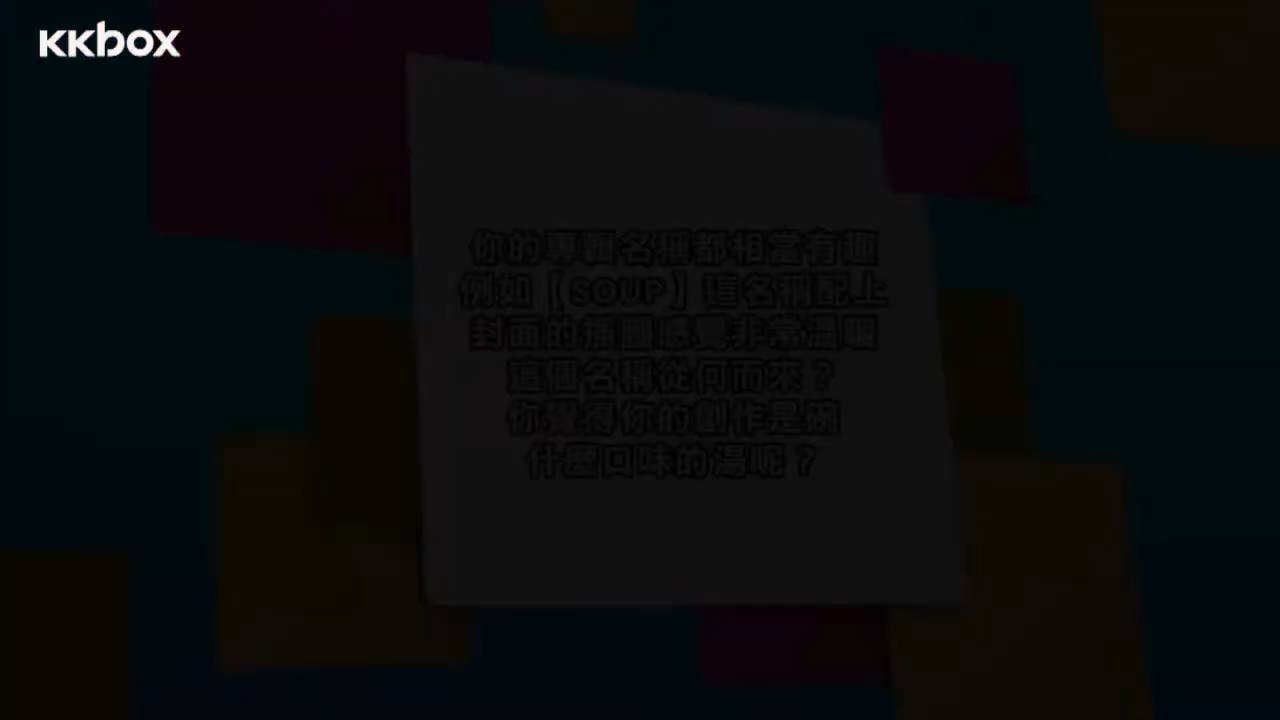 KKBOX
你的專輯名稱都相當有趣
例如【SOUP】這名稱配上
封面的插圖感覺非常溫暖
這個名稱從何而來？
你覺得你的創作是碗
什麼口味的湯呢？